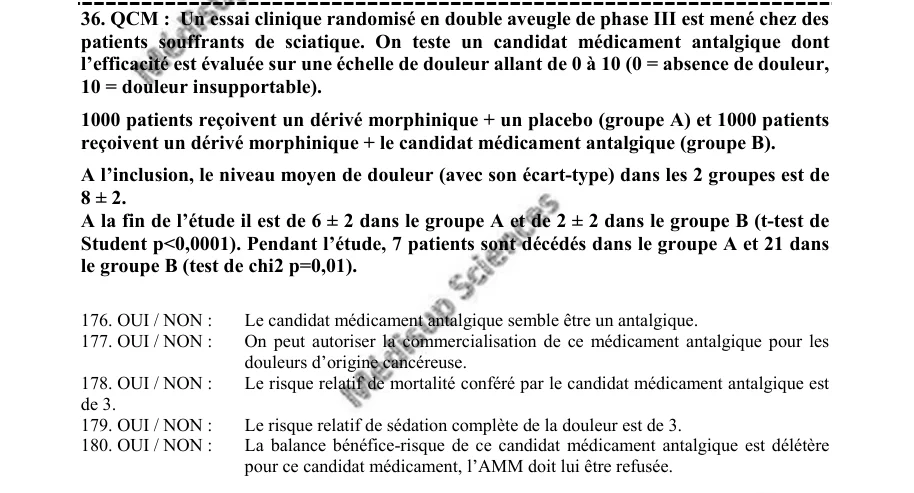 36. QCM : Un essai clinique randomisé en double aveugle de phase III est mené chez des
patients souffrants de sciatique. On teste un candidat médicament antalgique dont
l'efficacité est évaluée sur une échelle de douleur allant de 0 à 10 (0 = absence de douleur,
10 = douleur insupportable).
1000 patients reçoivent un dérivé morphinique + un placebo (groupe A) et 1000 patients
reçoivent un dérivé morphinique + le candidat médicament antalgique (groupe B).
A l'inclusion, le niveau moyen de douleur (avec son écart-type) dans les 2 groupes est de
8 ± 2.
A la fin de l'étude il est de 6 ± 2 dans le groupe A et de 2 ± 2 dans le groupe B (t-test de
Student p<0,0001). Pendant l'étude, 7 patients sont décédés dans le groupe A et 21 dans
le groupe B (test de chi2 p=0,01).
Médisup Sciences
176. OUI / NON : Le candidat médicament antalgique semble être un antalgique.
177. OUI / NON : On peut autoriser la commercialisation de ce médicament antalgique pour les
douleurs d'origine cancéreuse.
178. OUI / NON : Le risque relatif de mortalité conféré par le candidat médicament antalgique est
de 3.
179. OUI / NON : Le risque relatif de sédation complète de la douleur est de 3.
180. OUI / NON : La balance bénéfice-risque de ce candidat médicament antalgique est délétère
pour ce candidat médicament, l'AMM doit lui être refusée.